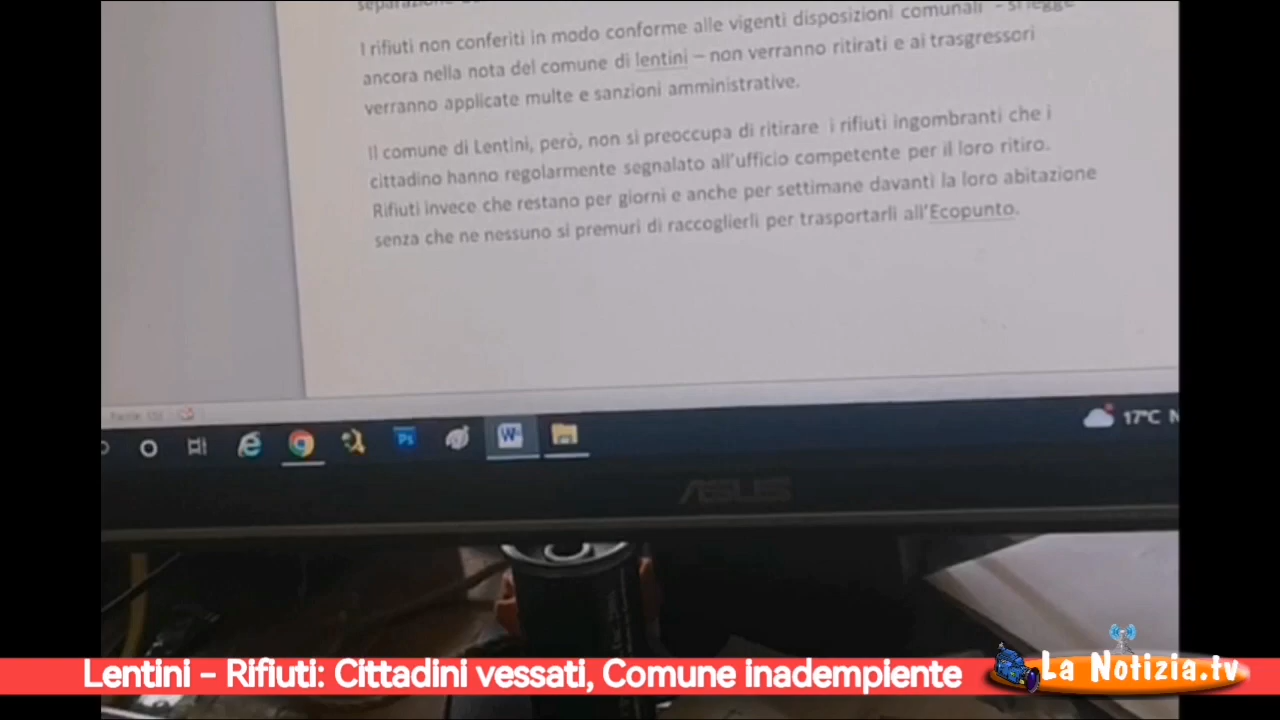 separazione
I rifiuti non conferiti in modo conforme alle vigenti disposizioni comunali - si legge
ancora nella nota del comune di lentini – non verranno ritirati e ai trasgressori
verranno applicate multe e sanzioni amministrative.
Il comune di Lentini, però, non si preoccupa di ritirare i rifiuti ingombranti che i
cittadino hanno regolarmente segnalato all'ufficio competente per il loro ritiro.
Rifiuti invece che restano per giorni e anche per settimane davanti la loro abitazione
senza che ne nessuno si premuri di raccoglierli per trasportarli all'Ecopunto.
Ps
W
17°C N
ASUS
Lentini - Rifiuti: Cittadini vessati, Comune inadempiente
La Notizia.tv